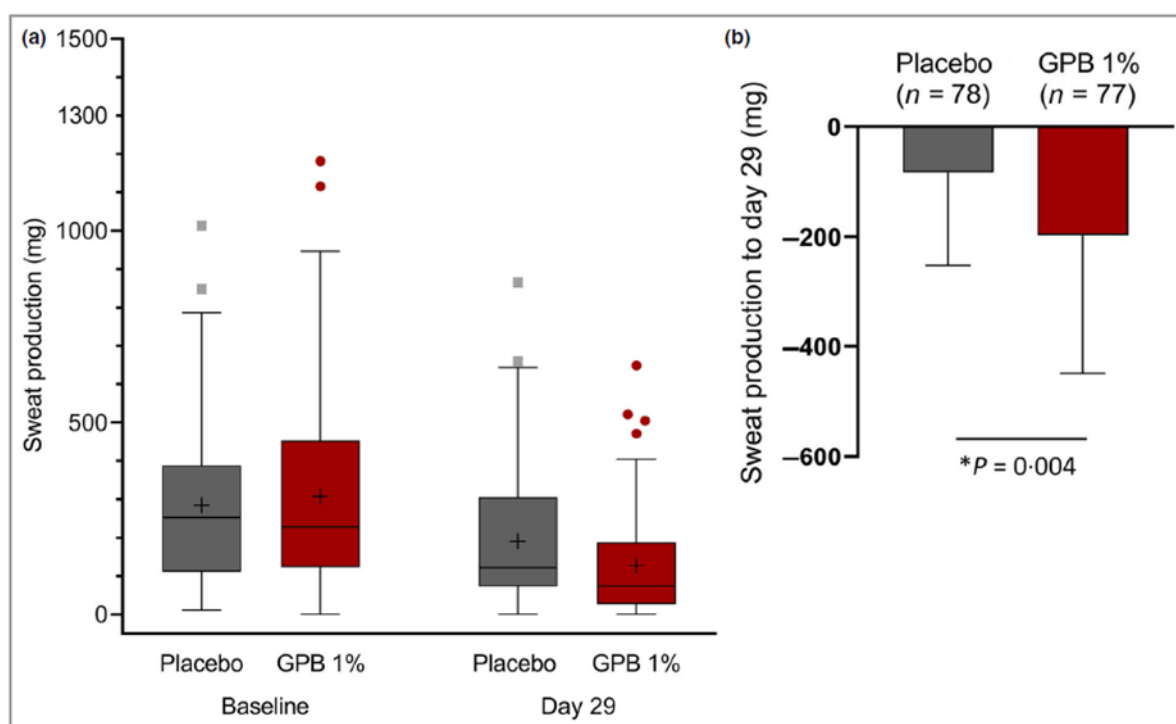 (a)
Sweat production (mg)
1500
1300
1000
500
0
Placebo GPB 1% Placebo GPB 1%
Baseline Day 29
(b)
Sweat production to day 29 (mg)
Placebo GPB 1%
(n = 78) (n = 77)
0
–200
–400
–600
*P = 0·004